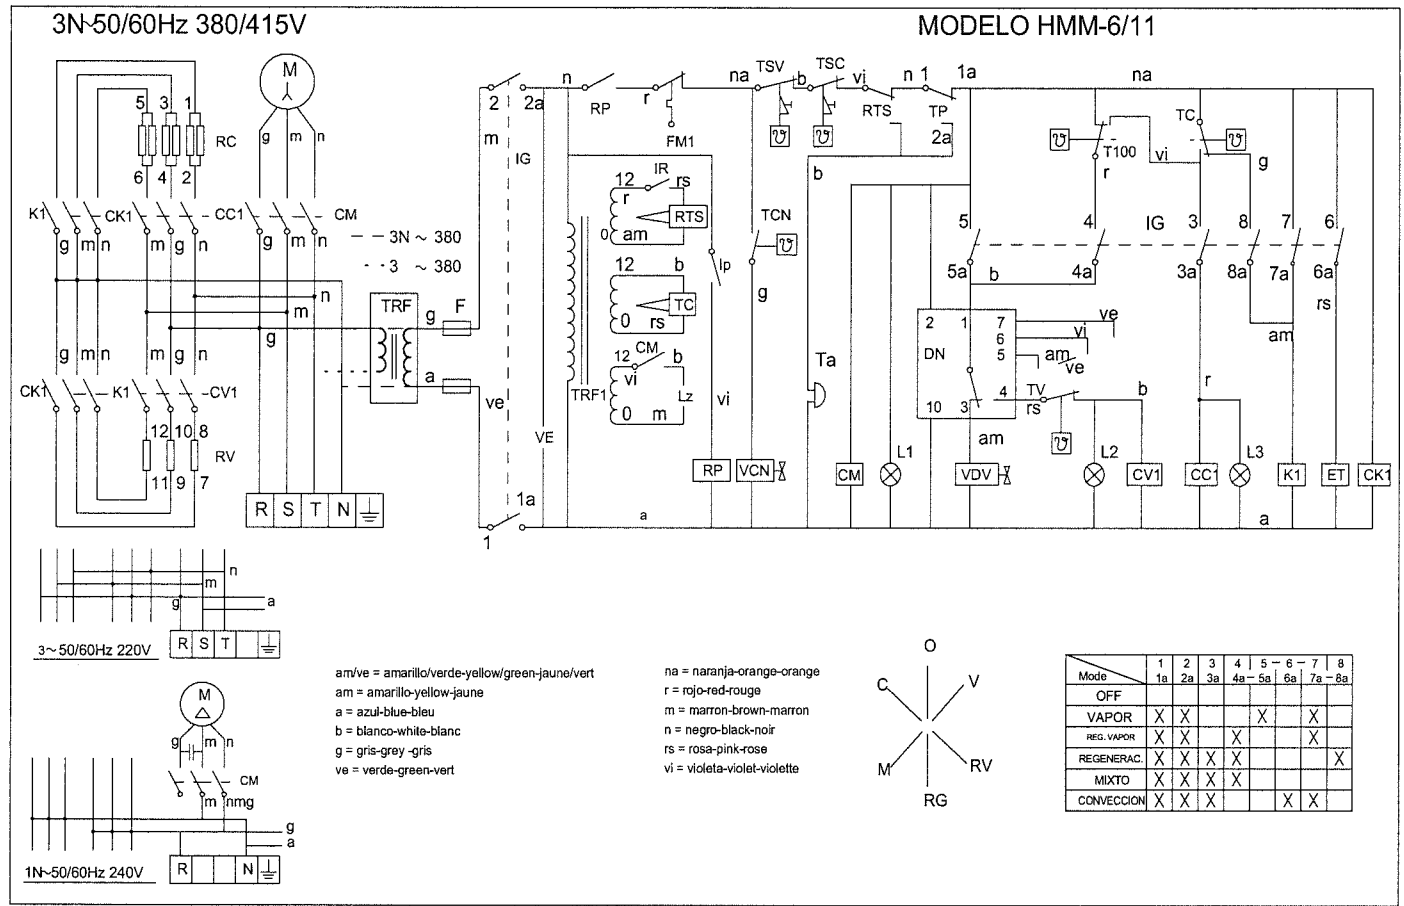 3N~50/60Hz 380/415V
MODELO HMM-6/11
M
5 3 1
RC
6 4 2
g m n
K1 CK1 CC1 CM
g m n m g n g m n
3N ~ 380
3 ~ 380
n
m
g
TRF
g F
a
g m n m g n
CK1 K1 CV1
12 10 8
RV
11 9 7
R S T N
2 2a
m
IG
ve
1a
1
VE
n
RP
r
FM1
na
TSV
b
TSC
vi
RTS
n 1
TP
2a
1a
na
ϑ ϑ
12 IR rs
r
RTS
0 am
12 b
TC
0 rs
12 CM b
vi
Lz
0 m
TRF1
Ip
vi
RP
TCN
ϑ
g
VCN
b
Ta
a
CM
L1
ϑ
T100
r
vi
TC
ϑ
g
5 4 IG 3 8 7 6
5a b 4a 3a 8a 7a 6a
rs
am
2 1 7 ve
6 vi
DN 5 am
ve
4
10 3
rs
TV
ϑ
b
am
VDV
L2
CV1
r
CC1
L3
K1
ET
CK1
a
n
m
g
a
R S T
3~50/60Hz 220V
M
g m n
CM
m nmg
g
a
R N
1N~50/60Hz 240V
am/ve = amarillo/verde-yellow/green-jaune/vert
am = amarillo-yellow-jaune
a = azul-blue-bleu
b = blanco-white-blanc
g = gris-grey -gris
ve = verde-green-vert
na = naranja-orange-orange
r = rojo-red-rouge
m = marron-brown-marron
n = negro-black-noir
rs = rosa-pink-rose
vi = violeta-violet-violette
O
C V
M RV
RG
Mode 1 2 3 4 5 - 6 - 7 8
1a 2a 3a 4a - 5a 6a 7a - 8a
OFF
VAPOR X X X X
REG. VAPOR X X X X
REGENERAC. X X X X X
MIXTO X X X X
CONVECCION X X X X X